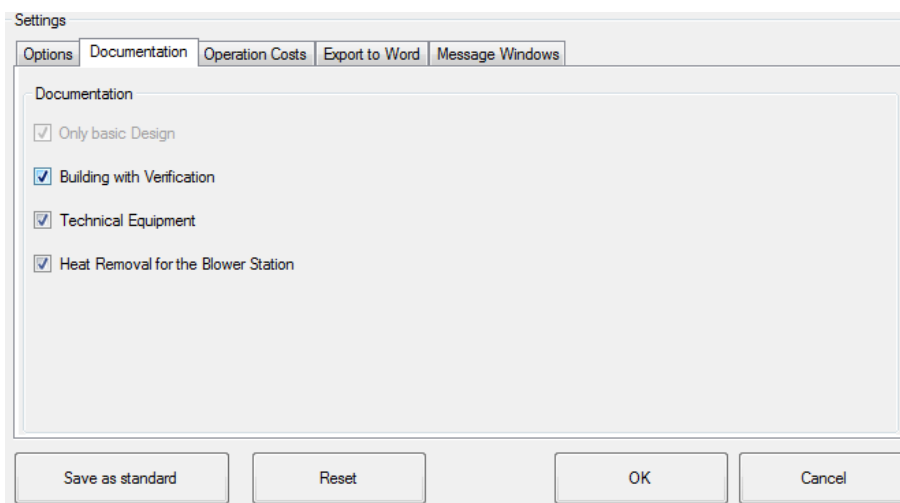 Settings
Options Documentation Operation Costs Export to Word Message Windows
Documentation
Only basic Design
Building with Verification
Technical Equipment
Heat Removal for the Blower Station
Save as standard Reset OK Cancel